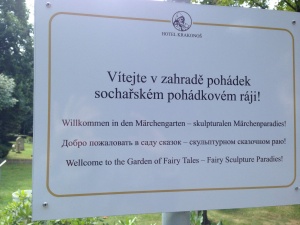 HOTEL KRAKONOŠ
Vítejte v zahradě pohádek
sochařském pohádkovém ráji!
Willkommen in den Märchengarten – skulpturalen Märchenparadies!
Добро пожаловать в саду сказок – скульптурном сказочном раю!
Wellcome to the Garden of Fairy Tales – Fairy Sculpture Paradies!